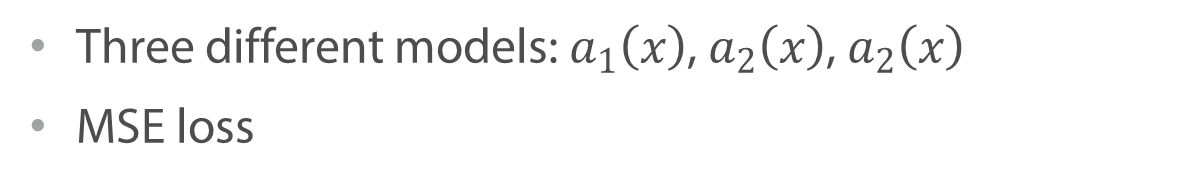 • Three different models: a₁(x), a₂(x), a₂(x)
• MSE loss